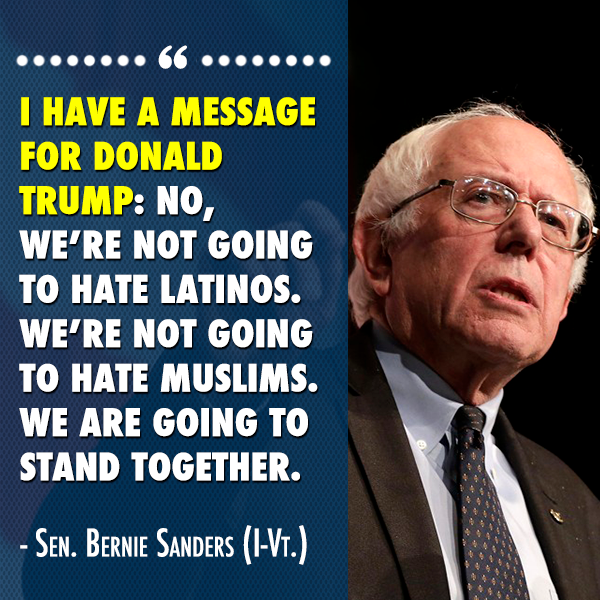 “
I HAVE A MESSAGE
FOR DONALD
TRUMP: NO,
WE’RE NOT GOING
TO HATE LATINOS.
WE’RE NOT GOING
TO HATE MUSLIMS.
WE ARE GOING TO
STAND TOGETHER.
- SEN. BERNIE SANDERS (I-VT.)